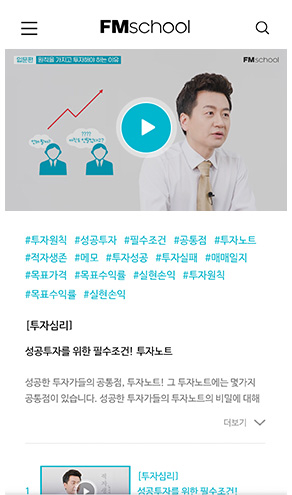 FMschool
입문편 원칙을 가지고 투자해야 하는 이유
FMschool
????
#투자원칙 #성공투자 #필수조건 #공통점 #투자노트
#적자생존 #메모 #투자성공 #투자실패 #매매일지
#목표가격 #목표수익률 #실현손익 #투자원칙
#목표수익률 #실현손익
[투자심리]
성공투자를 위한 필수조건! 투자노트
성공한 투자가들의 공통점, 투자노트! 그 투자노트에는 몇가지
공통점이 있습니다. 성공한 투자가들의 투자노트의 비밀에 대해
더보기
1 [투자심리]
성공투자를 위한 필수조건!